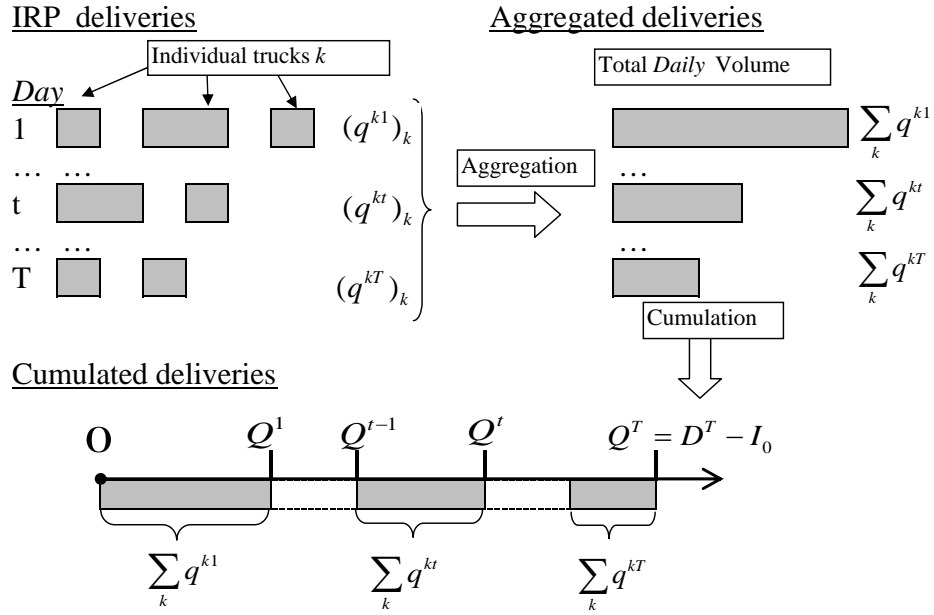 IRP deliveries
Aggregated deliveries
Individual trucks k
Total Daily Volume
Day
1
(q^{k1})_k
∑_k q^{k1}
Aggregation
… …
…
t
(q^{kt})_k
∑_k q^{kt}
… …
…
T
(q^{kT})_k
∑_k q^{kT}
Cumulation
Cumulated deliveries
O
Q^1
Q^{t-1}
Q^t
Q^T = D^T − I_0
∑_k q^{k1}
∑_k q^{kt}
∑_k q^{kT}